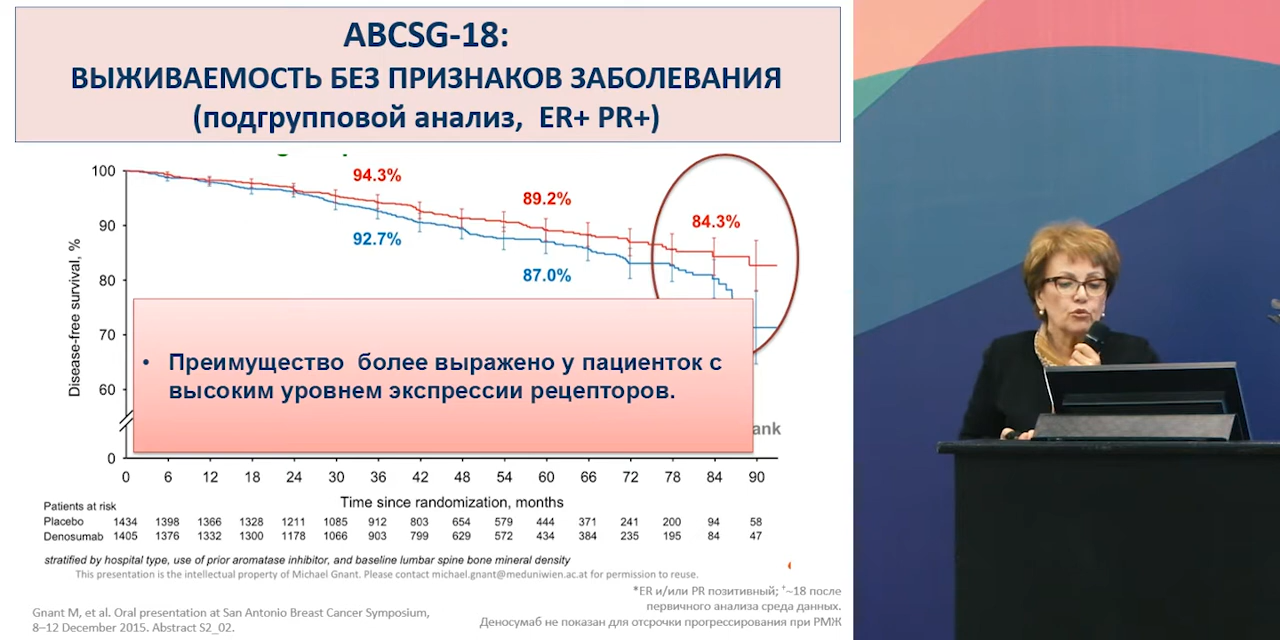 ABCSG-18:
ВЫЖИВАЕМОСТЬ БЕЗ ПРИЗНАКОВ ЗАБОЛЕВАНИЯ
(подгрупповой анализ, ER+ PR+)
Disease-free survival, %
100
90
80
70
60
0
94.3%
89.2%
84.3%
92.7%
87.0%
• Преимущество более выражено у пациенток с
высоким уровнем экспрессии рецепторов.
ank
0 6 12 18 24 30 36 42 48 54 60 66 72 78 84 90
Time since randomization, months
Patients at risk
Placebo 1434 1398 1366 1328 1211 1085 912 803 654 579 444 371 241 200 94 58
Denosumab 1405 1376 1332 1300 1178 1066 903 799 629 572 434 384 235 195 84 47
stratified by hospital type, use of prior aromatase inhibitor, and baseline lumbar spine bone mineral density
This presentation is the intellectual property of Michael Gnant. Please contact michael.gnant@meduniwien.ac.at for permission to reuse.
*ER и/или PR позитивный; †~18 после
первичного анализа среда данных.
Деносумаб не показан для отсрочки прогрессирования при РМЖ
Gnant M, et al. Oral presentation at San Antonio Breast Cancer Symposium,
8–12 December 2015. Abstract S2_02.